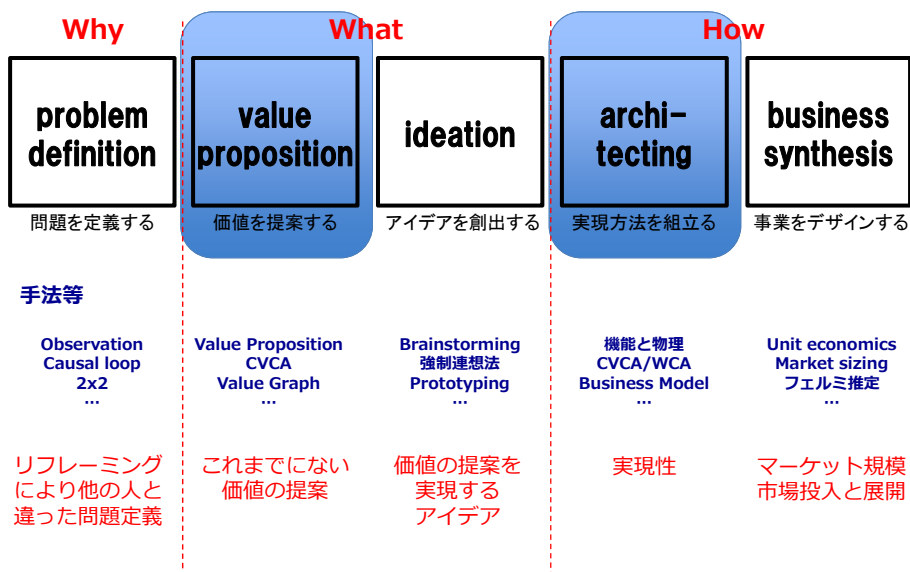 Why
What
How
problem
definition
value
proposition
ideation
archi-
tecting
business
synthesis
問題を定義する
価値を提案する
アイデアを創出する
実現方法を組立る
事業をデザインする
手法等
Observation
Causal loop
2x2
…
Value Proposition
CVCA
Value Graph
…
Brainstorming
強制連想法
Prototyping
…
機能と物理
CVCA/WCA
Business Model
…
Unit economics
Market sizing
フェルミ推定
…
リフレーミング
により他の人と
違った問題定義
これまでにない
価値の提案
価値の提案を
実現する
アイデア
実現性
マーケット規模
市場投入と展開